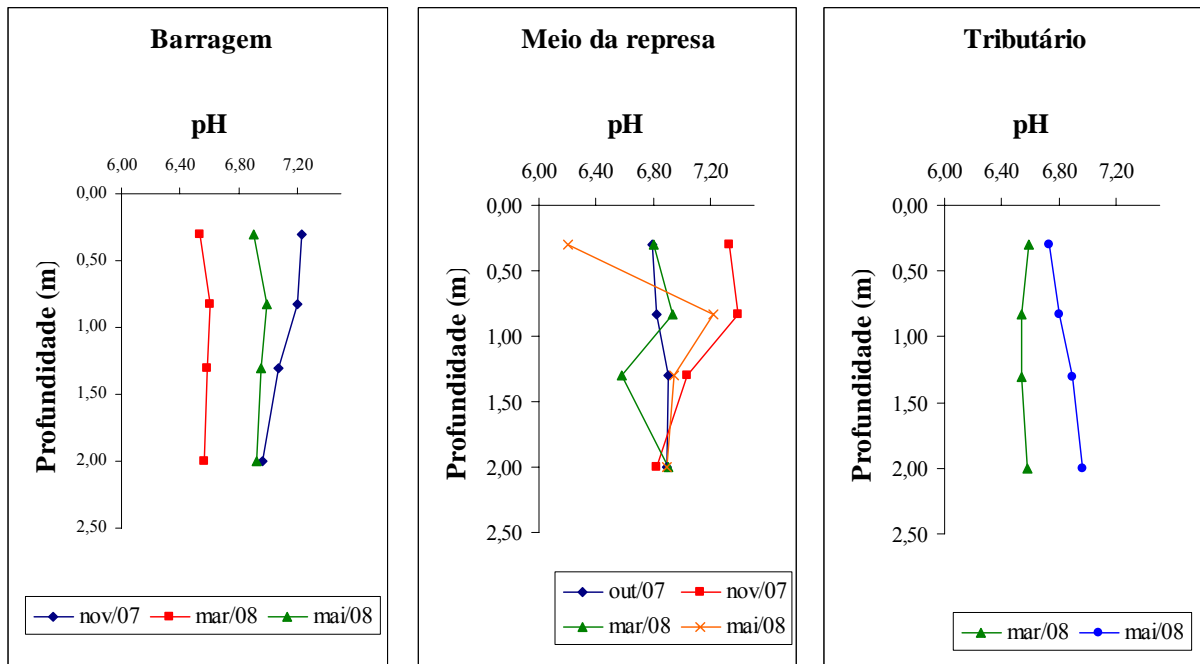 Barragem
pH
6,00 6,40 6,80 7,20
0,00
0,50
1,00
1,50
2,00
2,50
Profundidade (m)
nov/07 mar/08 mai/08
Meio da represa
pH
6,00 6,40 6,80 7,20
0,00
0,50
1,00
1,50
2,00
2,50
Profundidade (m)
out/07 nov/07
mar/08 mai/08
Tributário
pH
6,00 6,40 6,80 7,20
0,00
0,50
1,00
1,50
2,00
2,50
Profundidade (m)
mar/08 mai/08